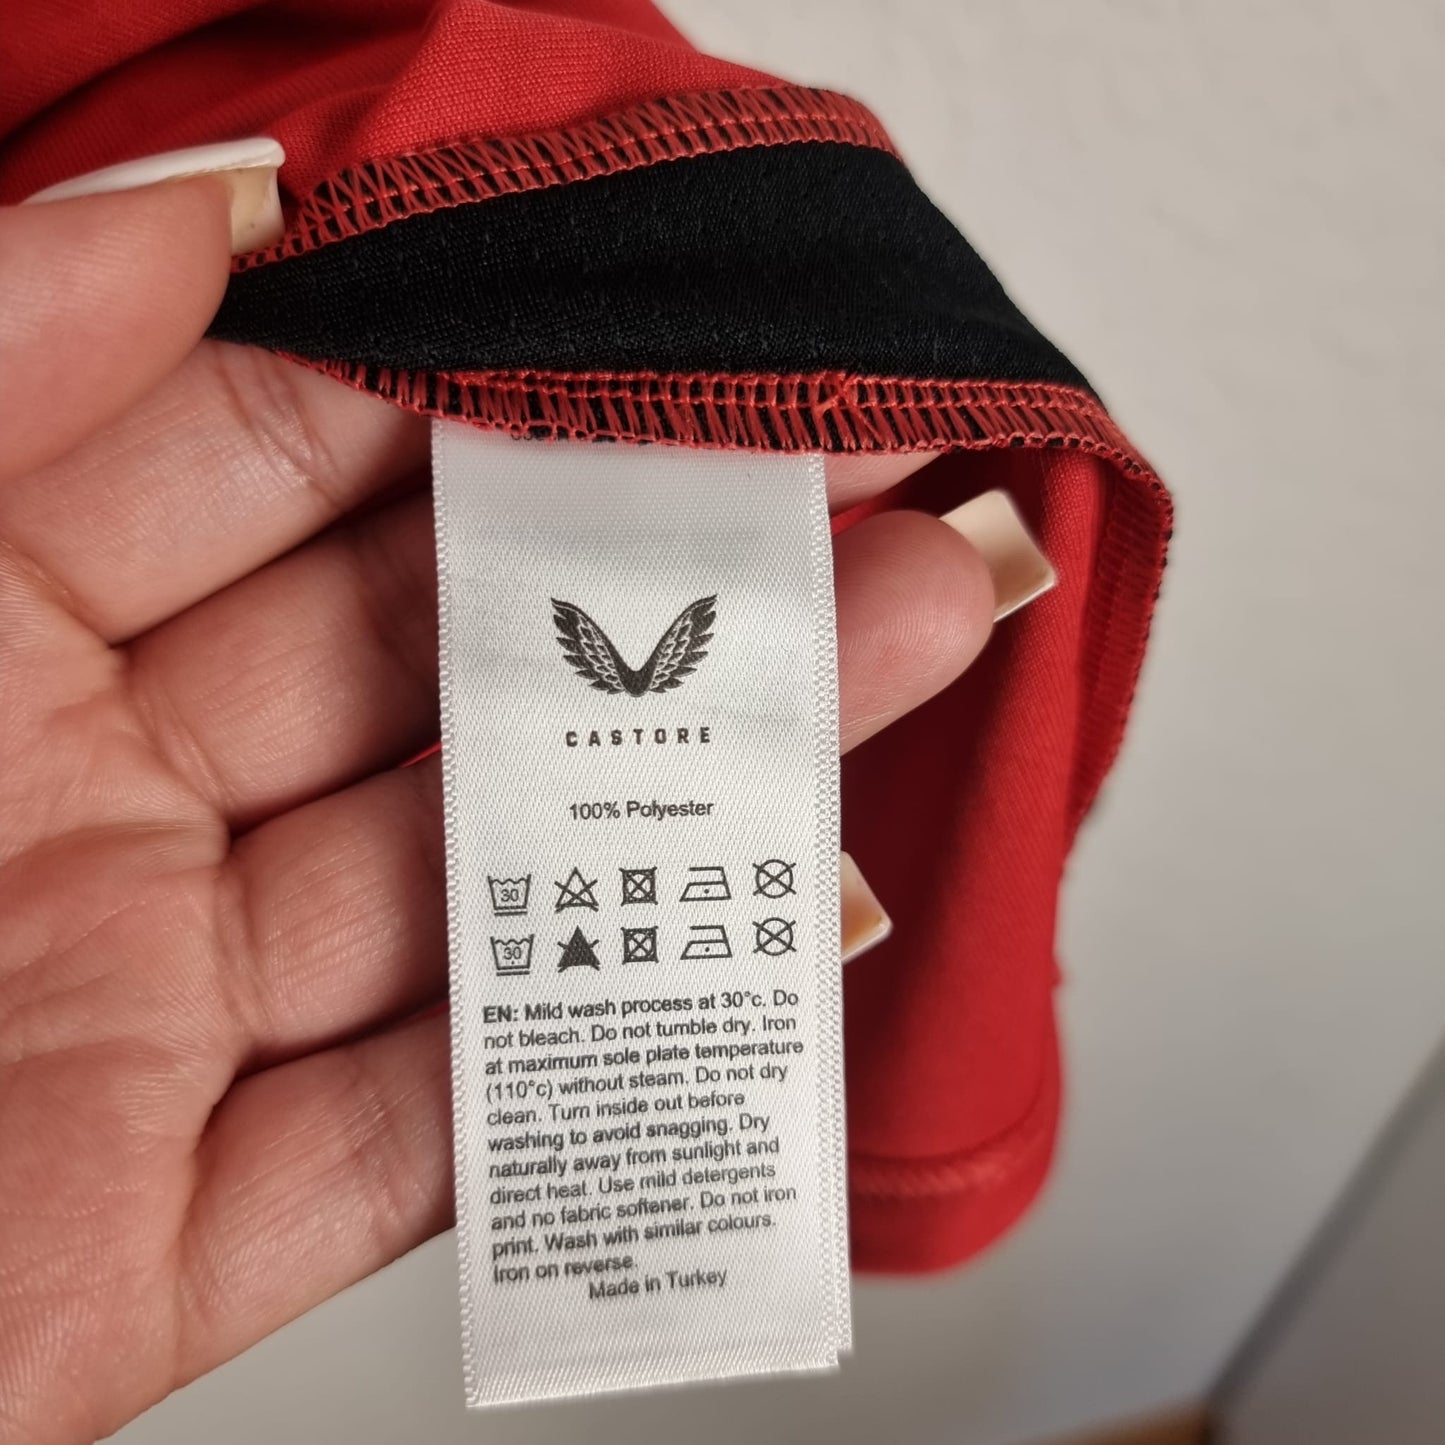 CASTORE
100% Polyester
30
30
EN: Mild wash process at 30°c. Do
not bleach. Do not tumble dry. Iron
at maximum sole plate temperature
(110°c) without steam. Do not dry
clean. Turn inside out before
washing to avoid snagging. Dry
naturally away from sunlight and
direct heat. Use mild detergents
and no fabric softener. Do not iron
print. Wash with similar colours.
Iron on reverse.
Made in Turkey